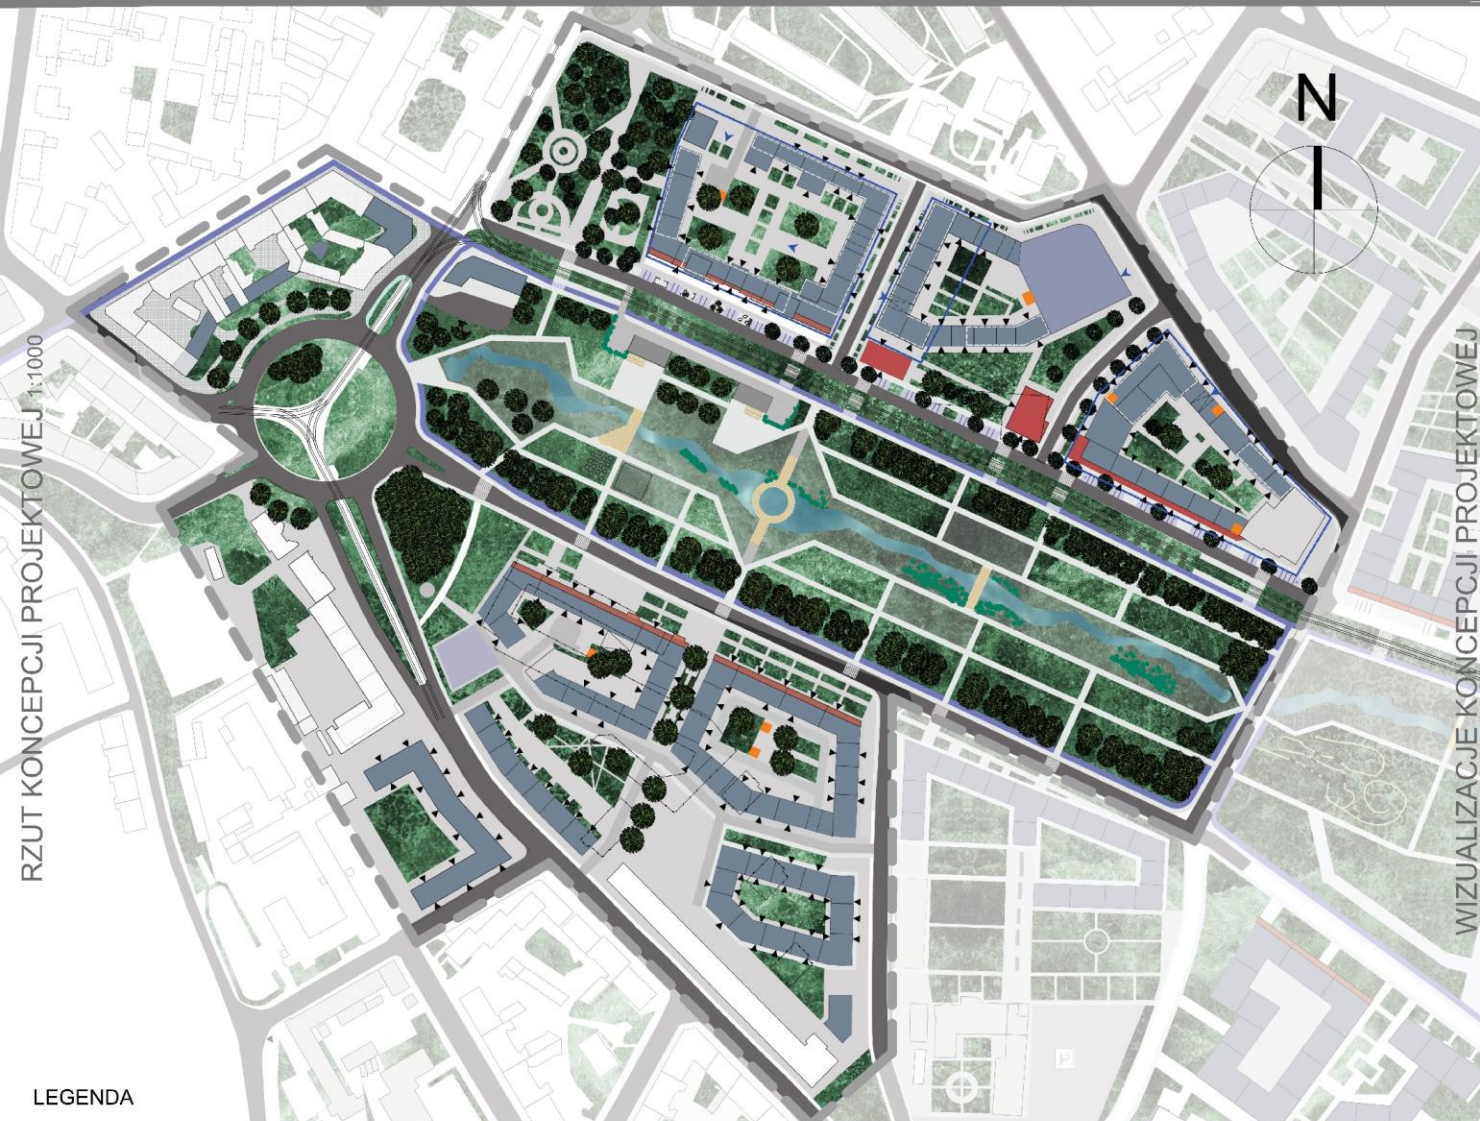 N
RZUT KONCEPCJI PROJEKTOWEJ 1:1000
WIZUALIZACJE KONCEPCJI PROJEKTOWEJ
LEGENDA